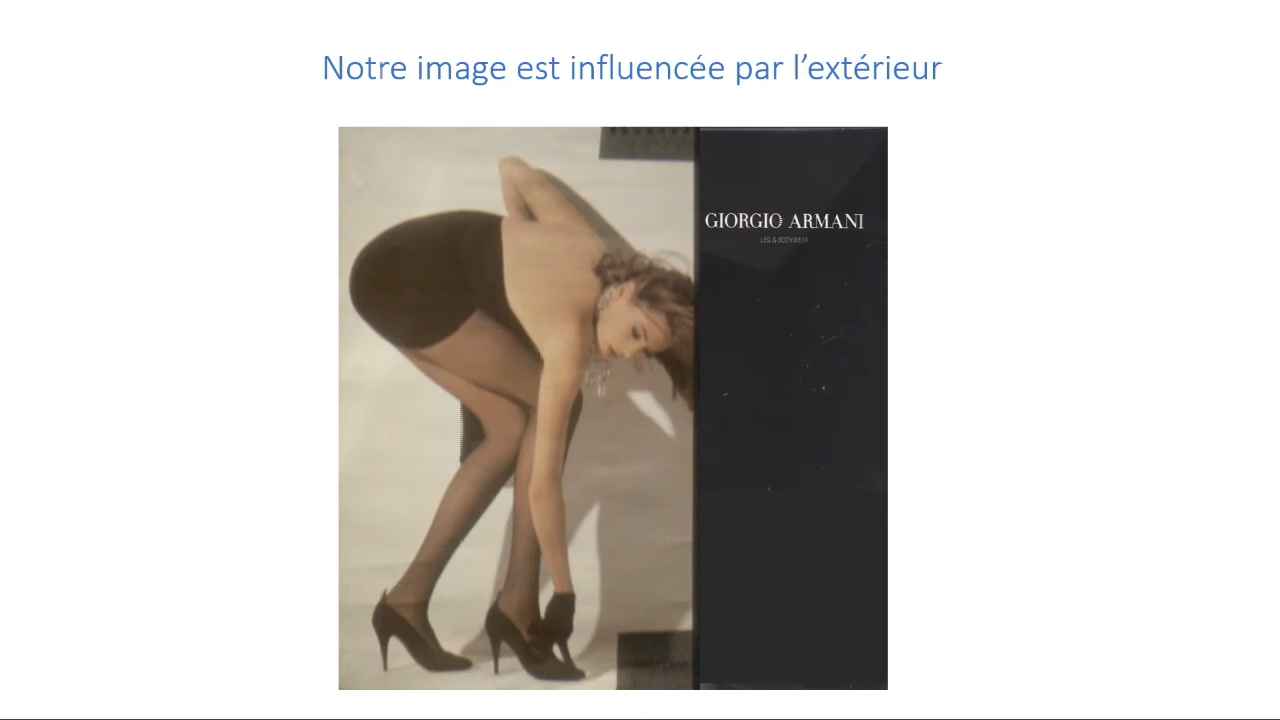 Notre image est influencée par l’extérieur
GIORGIO ARMANI
LEG & BODYWEAR